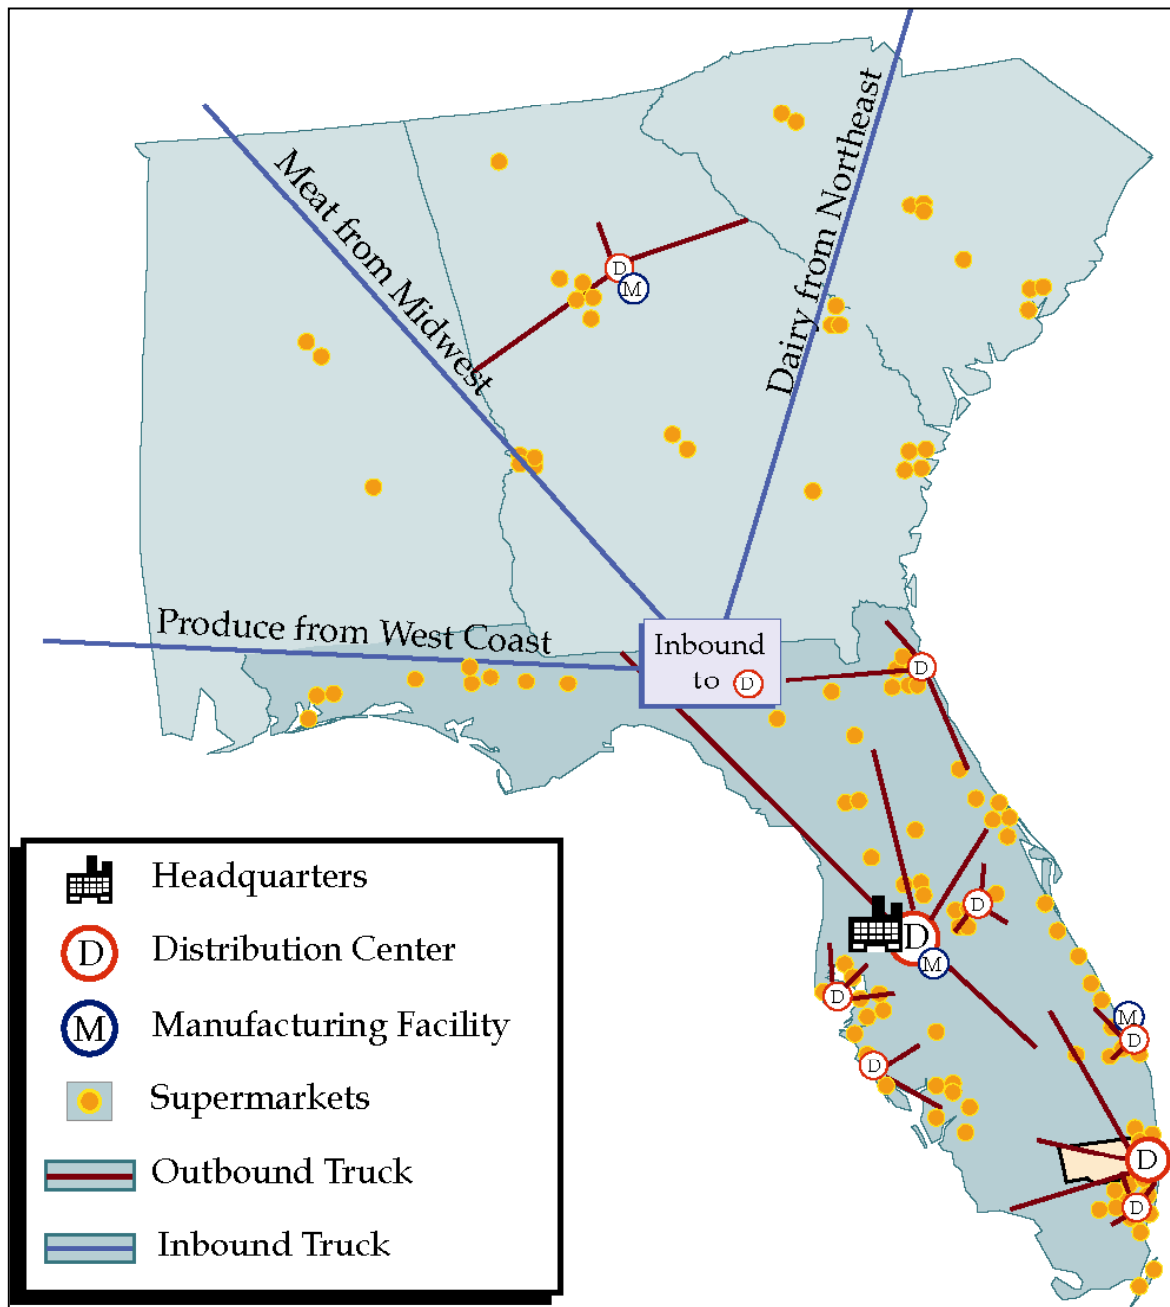 Meat from Midwest
Dairy from Northeast
D
M
Produce from West Coast
Inbound
to D
D
D
D
M
D
D
M
D
D
D
Headquarters
D Distribution Center
M Manufacturing Facility
Supermarkets
Outbound Truck
Inbound Truck